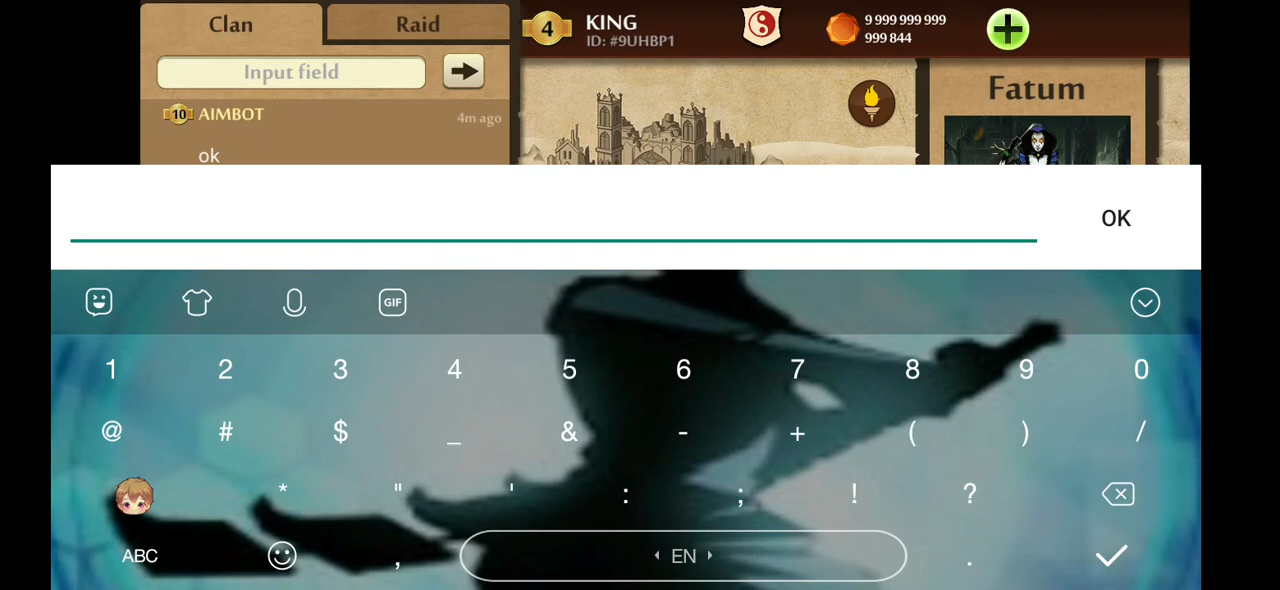 Clan
Raid
4
KING
ID: #9UHBP1
9 999 999 999
999 844
Input field
Fatum
10 AIMBOT
4m ago
ok
OK
GIF
1 2 3 4 5 6 7 8 9 0
@ # $ _ & - + ( ) /
* " ' : ; ! ?
ABC , EN .